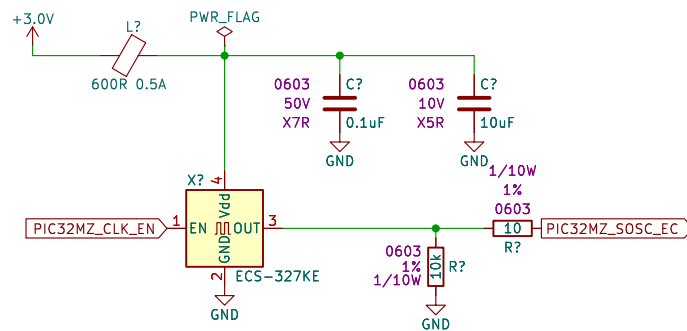 PWR_FLAG
+3.0V
L?
600R 0.5A
0603
50V
X7R
C?
0.1uF
GND
0603
10V
X5R
C?
10uF
GND
X?
4
Vdd
PIC32MZ_CLK_EN
1
EN
OUT
3
GND
2
ECS-327KE
GND
0603
1%
1/10W
10k
R?
GND
1/10W
1%
0603
10
R?
PIC32MZ_SOSC_EC